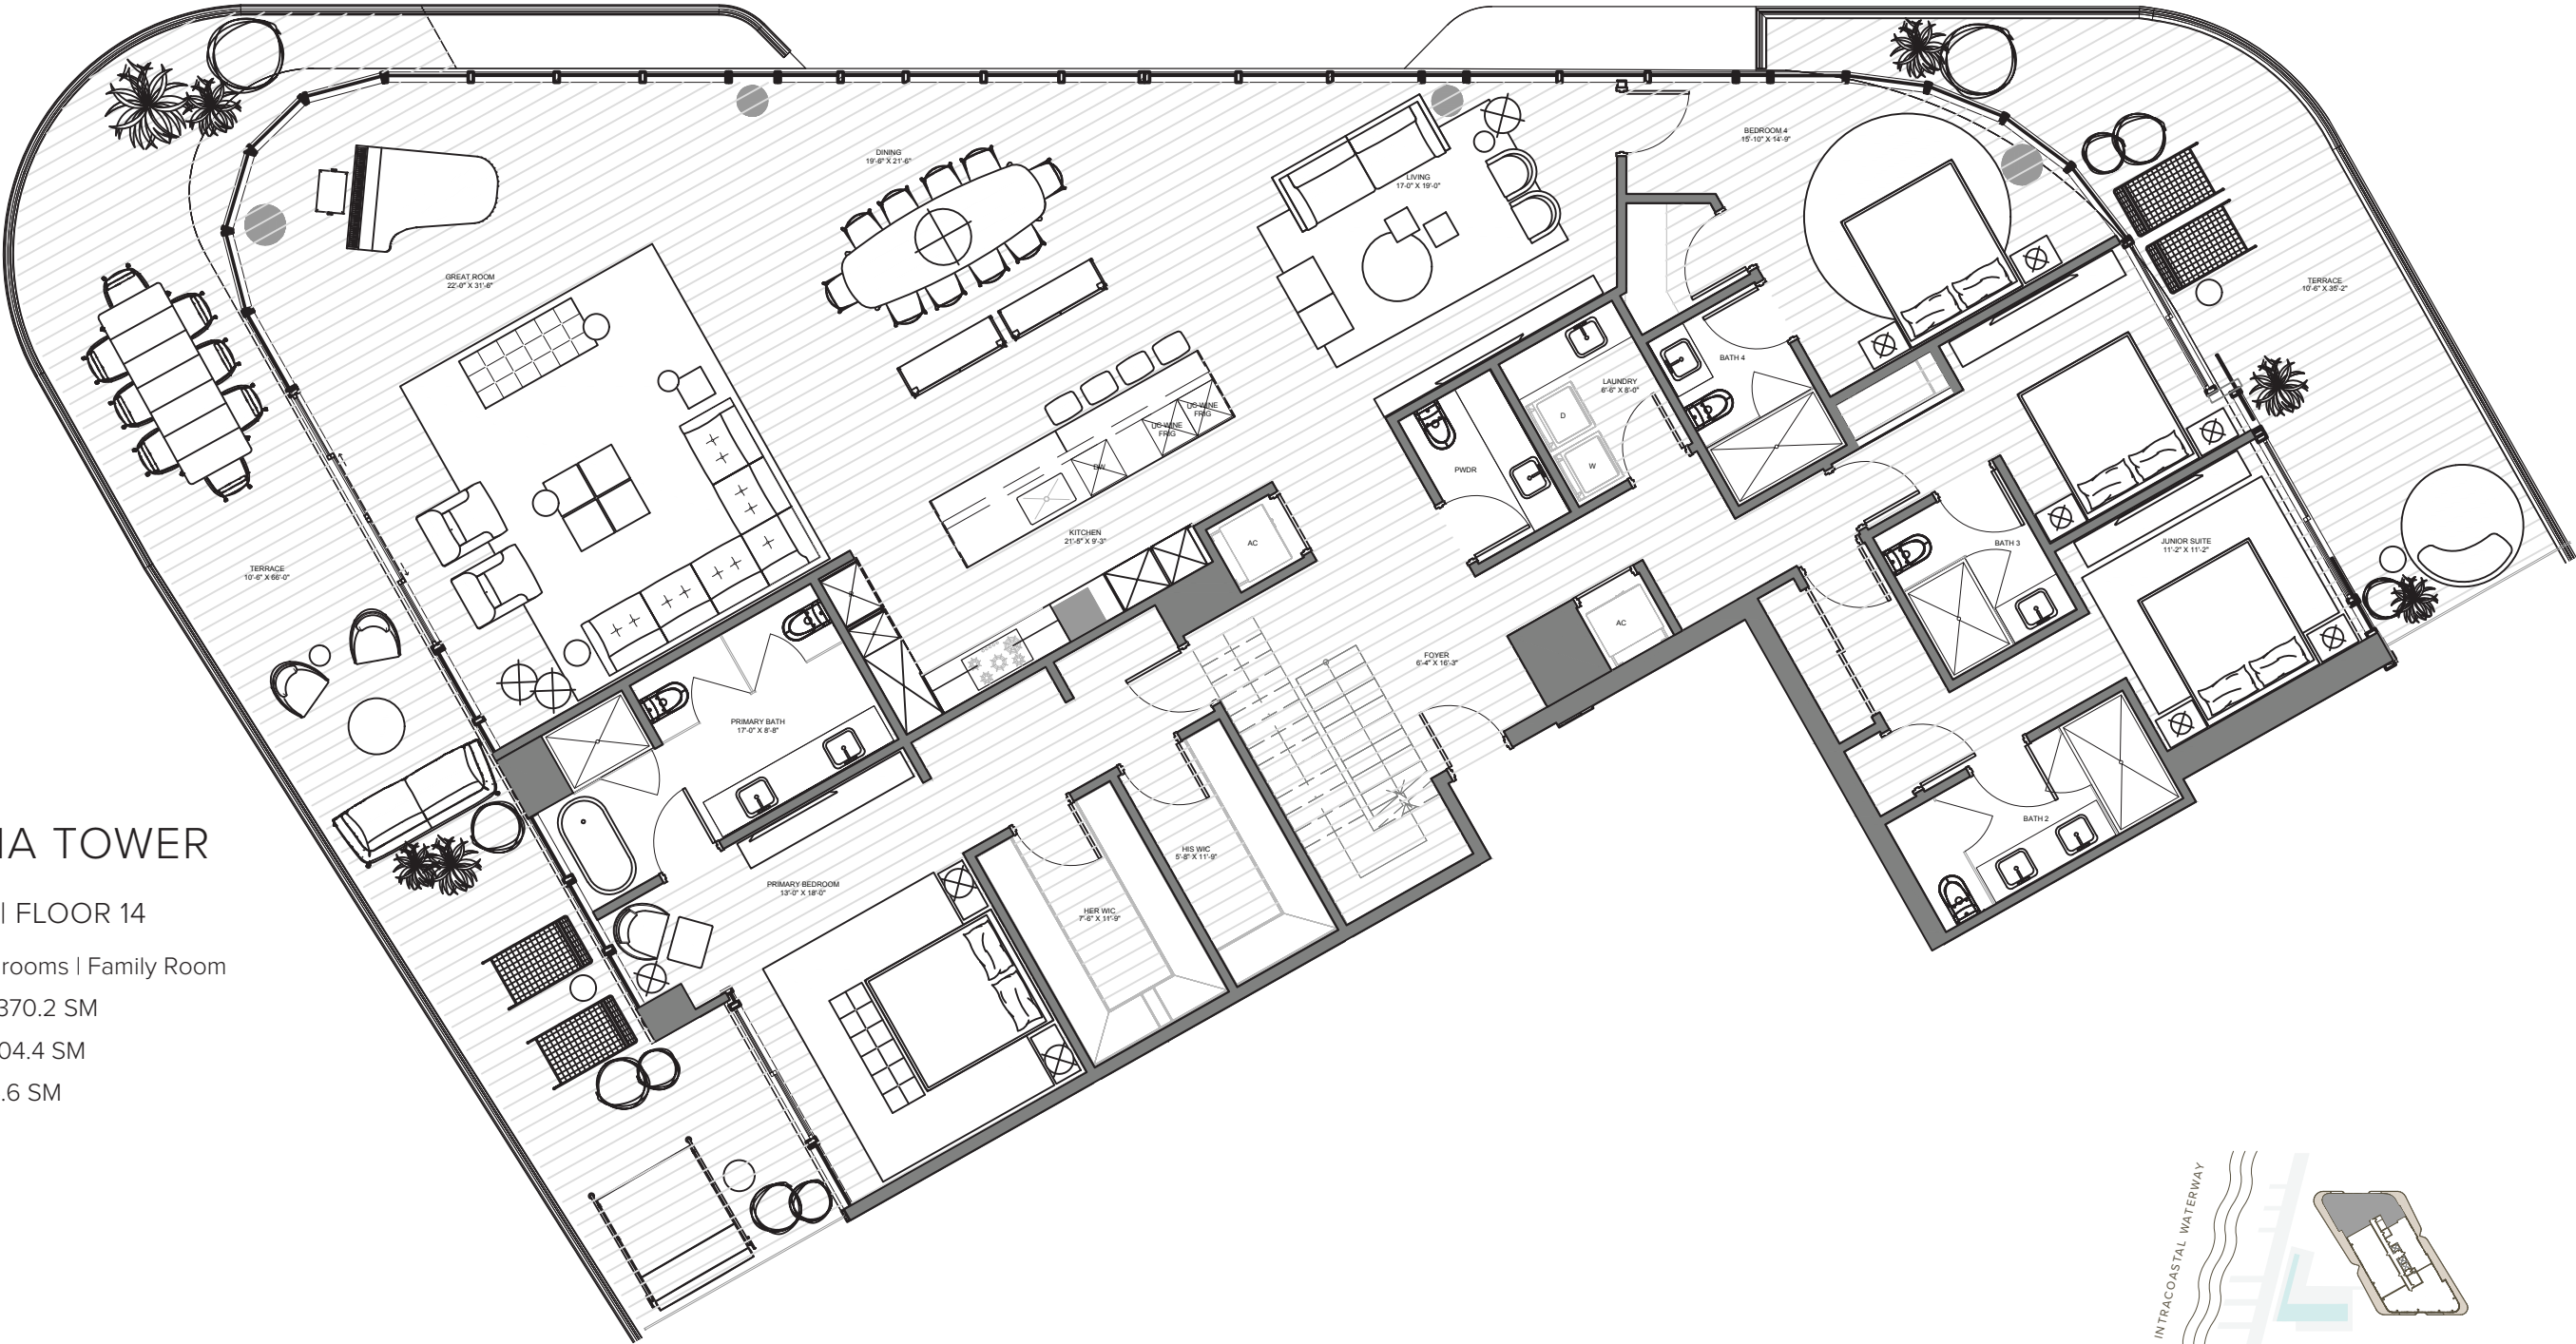 DINING
19'-6" X 21'-6"
BEDROOM 4
15'-10" X 14'-9"
LIVING
17'-0" X 19'-0"
GREAT ROOM
22'-0" X 31'-6"
TERRACE
10'-6" X 35'-2"
BATH 4
LAUNDRY
6'-6" X 8'-0"
D
W
UC WINE
FRIG
UC WINE
FRIG
DW
PWDR
KITCHEN
21'-5" X 9'-3"
AC
BATH 3
JUNIOR SUITE
11'-2" X 11'-2"
TERRACE
10'-6" X 66'-0"
AC
FOYER
6'-4" X 16'-3"
PRIMARY BATH
17'-0" X 8'-8"
BATH 2
HIS WIC
5'-8" X 11'-9"
PRIMARY BEDROOM
13'-0" X 18'-0"
HER WIC
7'-6" X 11'-9"
IA TOWER
| FLOOR 14
rooms | Family Room
370.2 SM
04.4 SM
.6 SM
INTRACOASTAL WATERWAY